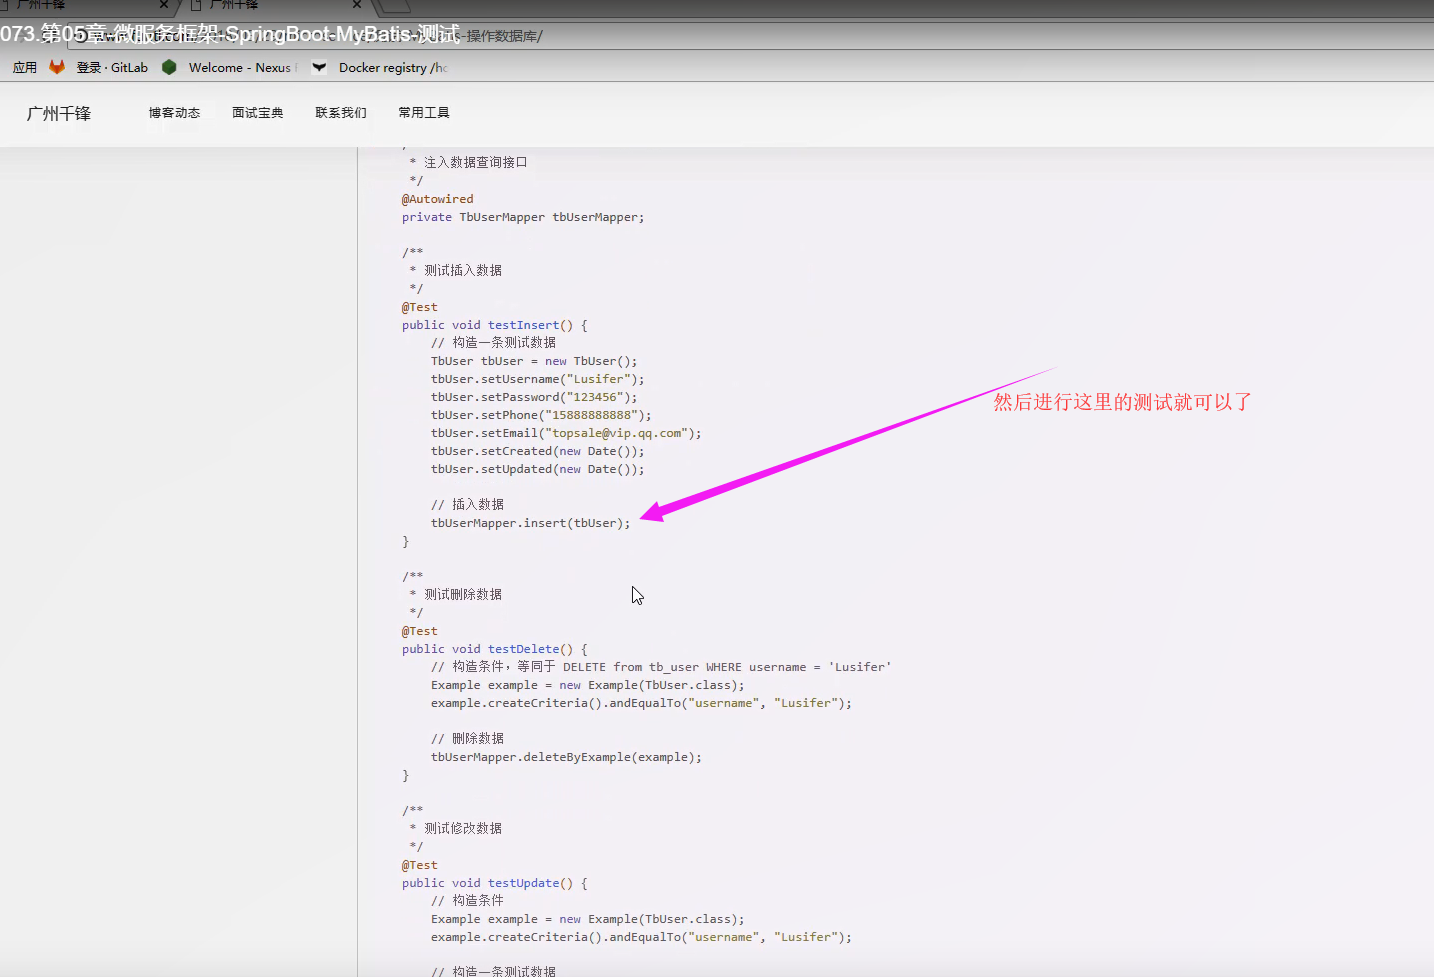 广州千锋
广州千锋
073.第05章-微服务框架-SpringBoot-MyBatis-测试
-操作数据库/
应用 登录 · GitLab Welcome - Nexus Docker registry /hc
广州千锋 博客动态 面试宝典 联系我们 常用工具
* 注入数据查询接口
*/
@Autowired
private TbUserMapper tbUserMapper;
/**
* 测试插入数据
*/
@Test
public void testInsert() {
// 构造一条测试数据
TbUser tbUser = new TbUser();
tbUser.setUsername("Lusifer");
tbUser.setPassword("123456");
tbUser.setPhone("15888888888");
tbUser.setEmail("topsale@vip.qq.com");
tbUser.setCreated(new Date());
tbUser.setUpdated(new Date());
然后进行这里的测试就可以了
// 插入数据
tbUserMapper.insert(tbUser);
}
/**
* 测试删除数据
*/
@Test
public void testDelete() {
// 构造条件，等同于 DELETE from tb_user WHERE username = 'Lusifer'
Example example = new Example(TbUser.class);
example.createCriteria().andEqualTo("username", "Lusifer");
// 删除数据
tbUserMapper.deleteByExample(example);
}
/**
* 测试修改数据
*/
@Test
public void testUpdate() {
// 构造条件
Example example = new Example(TbUser.class);
example.createCriteria().andEqualTo("username", "Lusifer");
// 构造一条测试数据